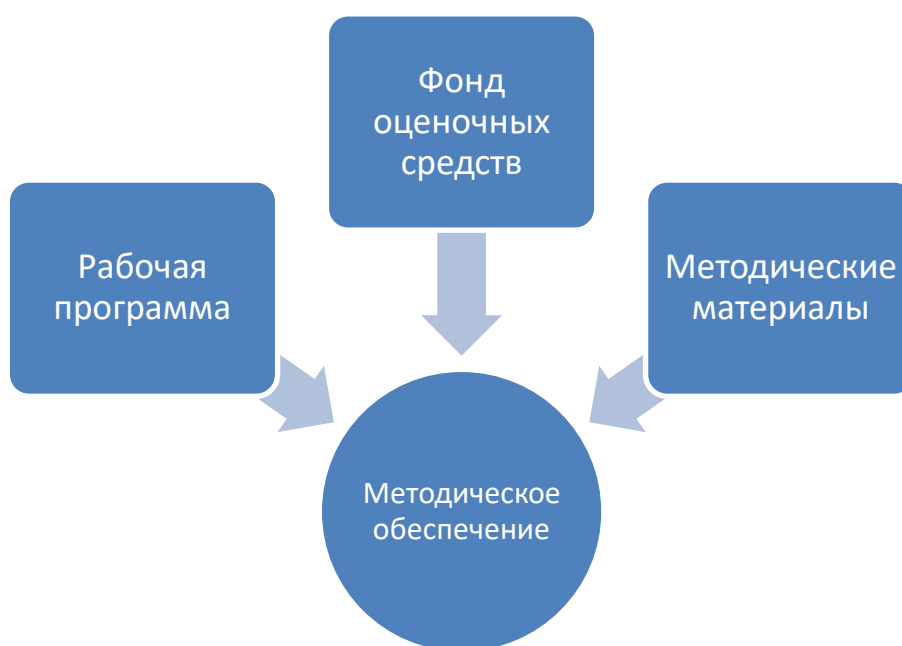 Фонд
оценочных
средств
Рабочая
программа
Методические
материалы
Методическое
обеспечение